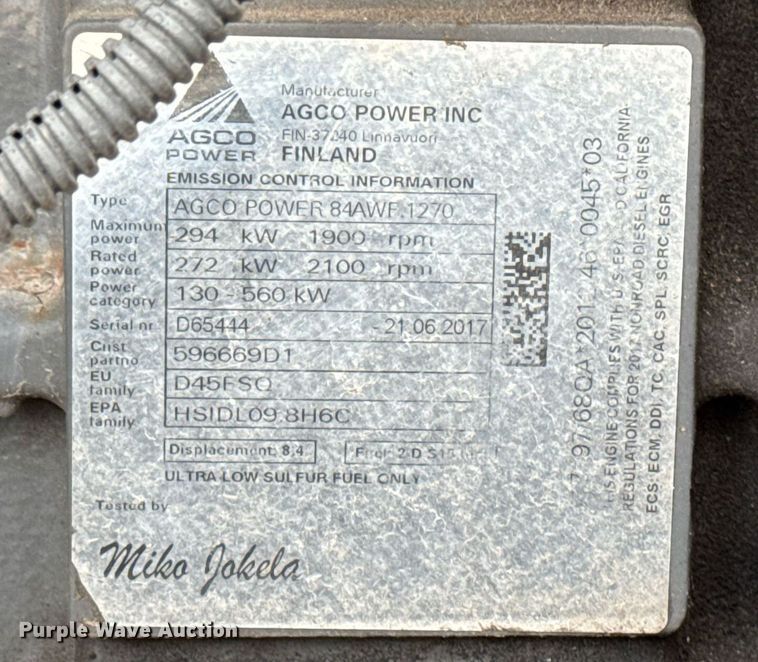 AGCO
POWER
Manufacturer
AGCO POWER INC
FIN-37240 Linnavuori
FINLAND
EMISSION CONTROL INFORMATION
Type AGCO POWER 84AWF.1270
Maximum power 294 kW 1900 rpm
Rated power 272 kW 2100 rpm
Power category 130 - 560 kW
Serial nr D65444 - 21.06.2017
Cust partno 596669D1
EU family D45FSQ
EPA family HSIDL09.8H6C
Displacement: 8,4 Fuel: 2-D
ULTRA LOW SULFUR FUEL ONLY
Tested by
Miko Jokela
ENGINE COMPLIES WITH U.S. CALIFORNIA
REGULATIONS FOR 2017 NONROAD DIESEL ENGINES
ECS: ECM, DDI, TC, CAC, SPL, SCRC, EGR
Purple Wave Auction